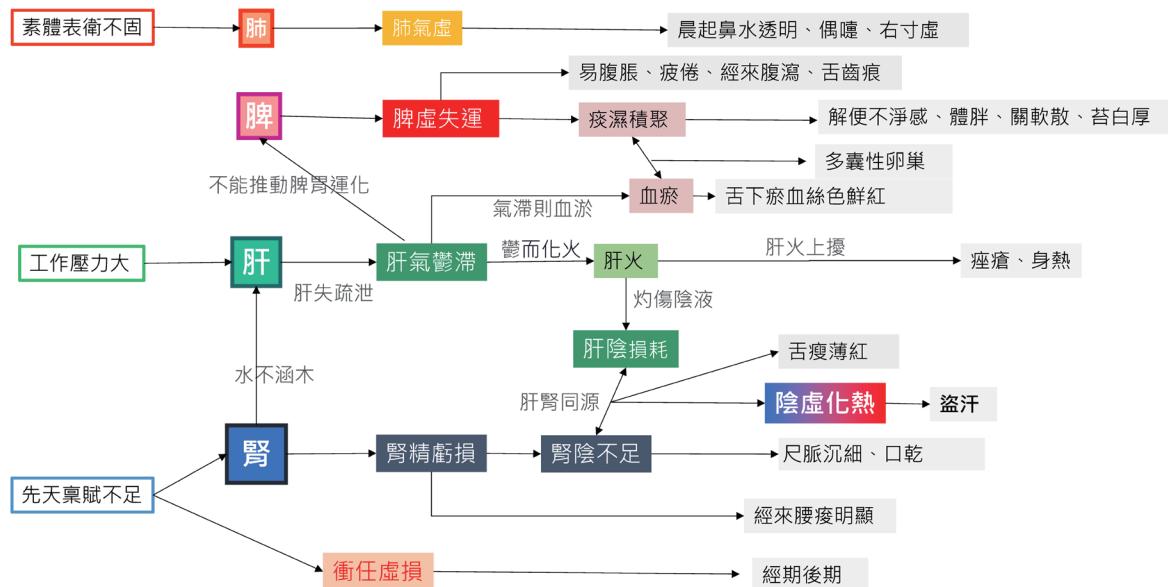 素體表衛不固
肺
肺氣虛
晨起鼻水透明、偶嚏、右寸虛
易腹脹、疲倦、經來腹瀉、舌齒痕
脾
脾虛失運
痰濕積聚
解便不淨感、體胖、關軟散、苔白厚
多囊性卵巢
不能推動脾胃運化
氣滯則血淤
血瘀
舌下瘀血絲色鮮紅
工作壓力大
肝
肝失疏泄
肝氣鬱滯
鬱而化火
肝火
肝火上擾
痤瘡、身熱
灼傷陰液
肝陰損耗
舌瘦薄紅
水不涵木
肝腎同源
陰虛化熱
盜汗
腎
腎精虧損
腎陰不足
尺脈沉細、口乾
先天稟賦不足
經來腰痠明顯
衝任虛損
經期後期